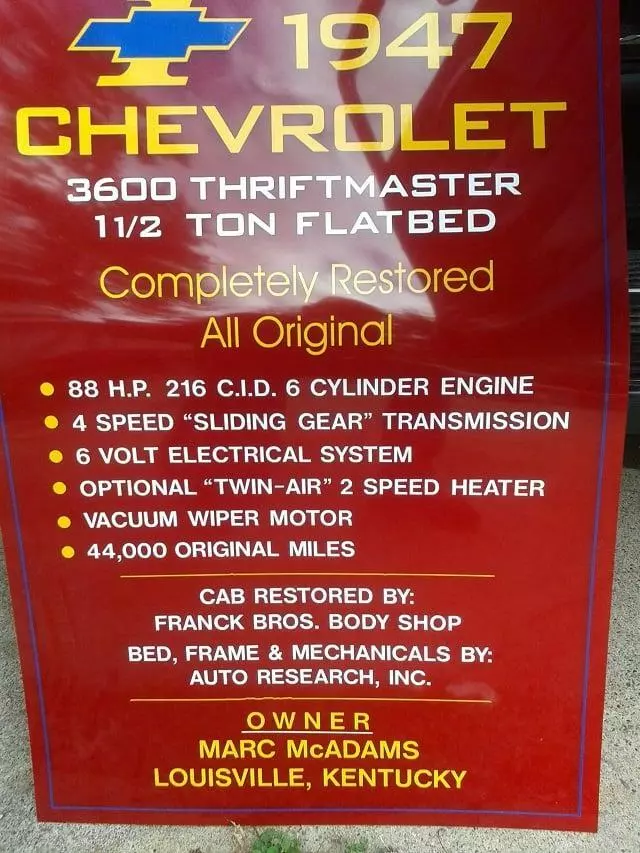 1947
CHEVROLET
3600 THRIFTMASTER
1 1/2 TON FLATBED
Completely Restored
All Original
• 88 H.P. 216 C.I.D. 6 CYLINDER ENGINE
• 4 SPEED “SLIDING GEAR” TRANSMISSION
• 6 VOLT ELECTRICAL SYSTEM
• OPTIONAL “TWIN-AIR” 2 SPEED HEATER
• VACUUM WIPER MOTOR
• 44,000 ORIGINAL MILES
CAB RESTORED BY:
FRANCK BROS. BODY SHOP
BED, FRAME & MECHANICALS BY:
AUTO RESEARCH, INC.
OWNER
MARC McADAMS
LOUISVILLE, KENTUCKY